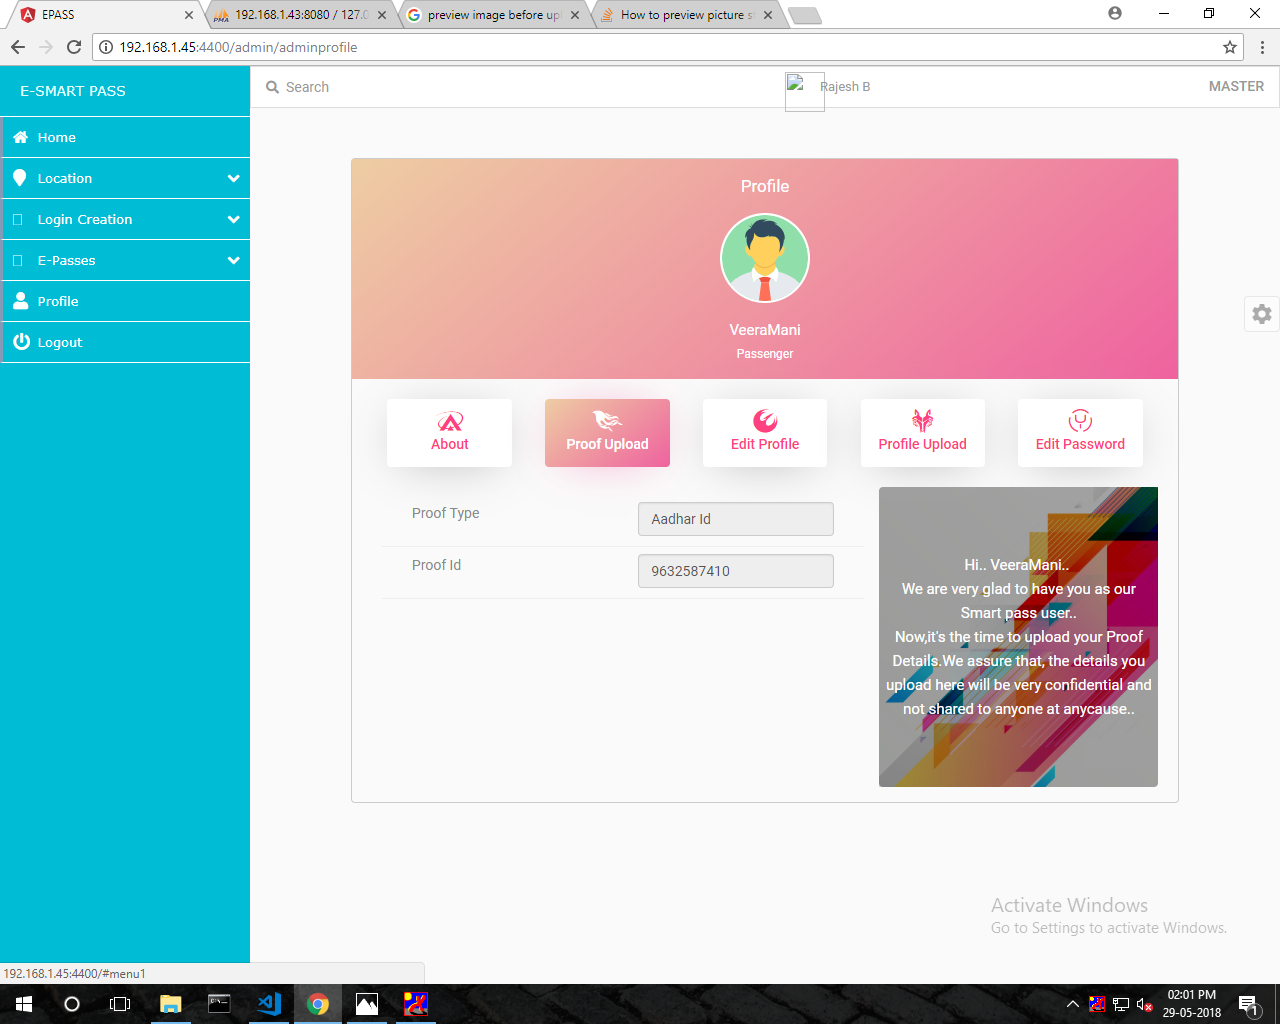 EPASS
192.168.1.43:8080 / 127.0
preview image before up
How to preview picture s
192.168.1.45:4400/admin/adminprofile
E-SMART PASS
Search
Rajesh B
MASTER
Home
Location
Login Creation
E-Passes
Profile
Logout
Profile
VeeraMani
Passenger
About
Proof Upload
Edit Profile
Profile Upload
Edit Password
Proof Type
Aadhar Id
Proof Id
9632587410
Hi.. VeeraMani..
We are very glad to have you as our
Smart pass user..
Now,it's the time to upload your Proof
Details.We assure that, the details you
upload here will be very confidential and
not shared to anyone at anycause..
Activate Windows
Go to Settings to activate Windows.
192.168.1.45:4400/#menu1
02:01 PM
29-05-2018
1